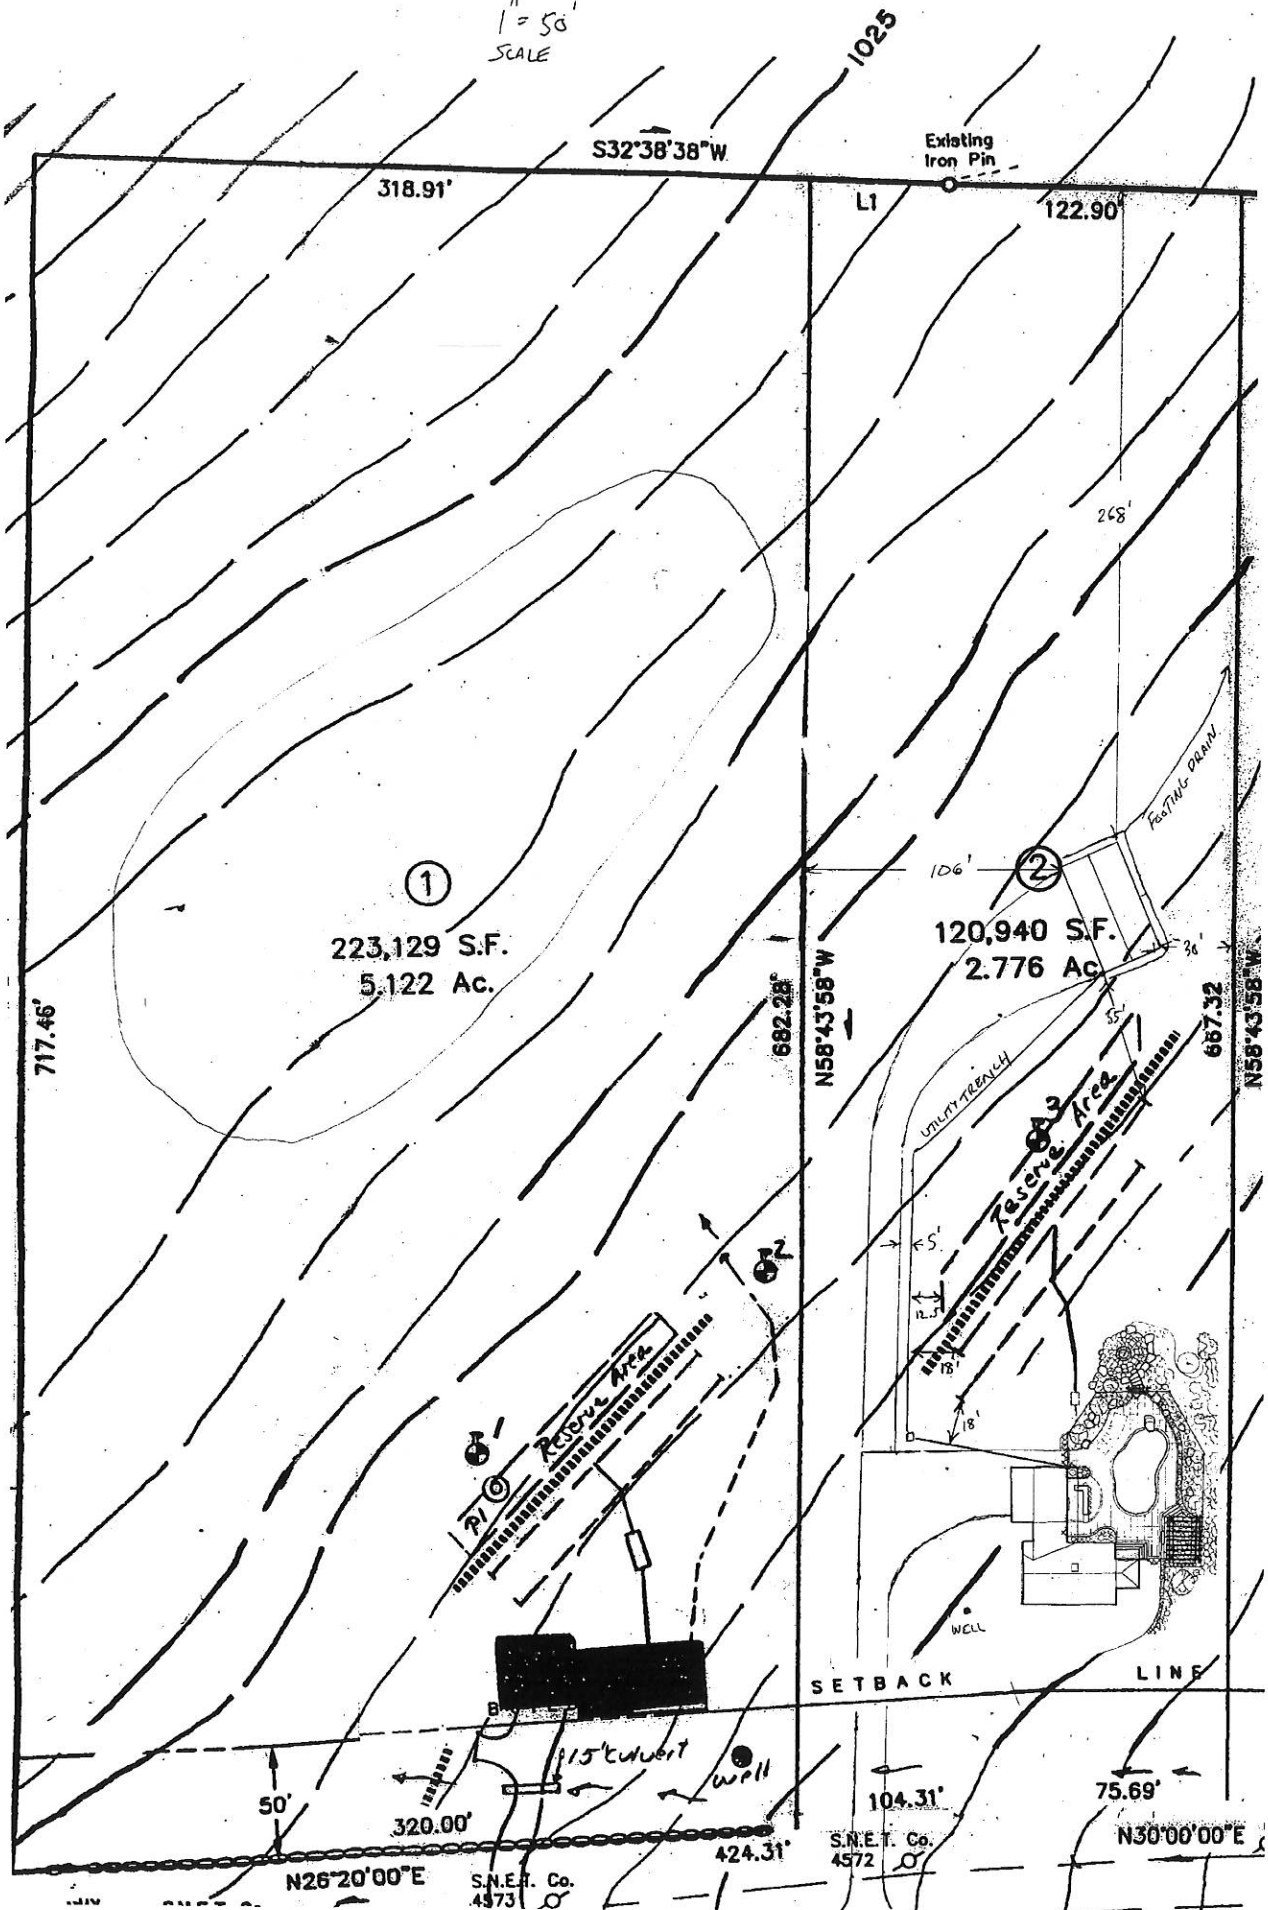 1" = 50'
SCALE
1025
S32°38'38"W
Existing
Iron Pin
318.91'
L1
122.90'
268'
FOOTING DRAIN
1
106'
2
223,129 S.F.
5.122 Ac.
120,940 S.F.
2.776 Ac.
30'
717.46'
682.28'
N58°43'58"W
55'
667.32
N58°43'58"W
UTILITY TRENCH
3
Reserve Area
5'
2
12.5
18'
Reserve Area
1
18'
P1
WELL
SETBACK LINE
B
15' Culvert
well
50'
320.00'
104.31'
75.69'
424.31'
N26°20'00"E
S.N.E.T. Co.
4573
S.N.E.T. Co.
4572
N30°00'00"E